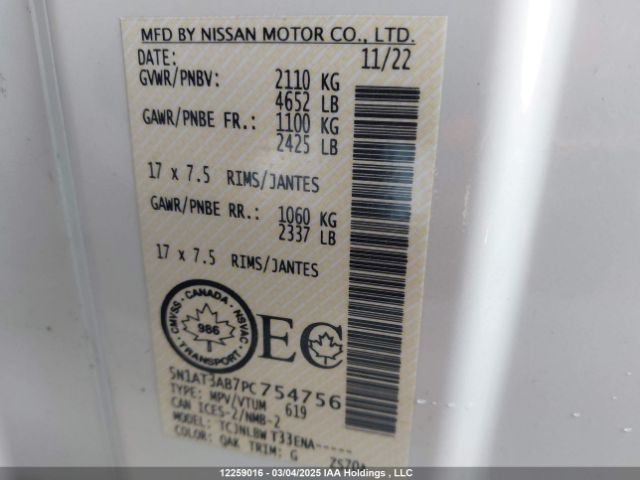 MFD BY NISSAN MOTOR CO., LTD.
DATE: 11/22
GVWR/PNBV: 2110 KG
4652 LB
GAWR/PNBE FR.: 1100 KG
2425 LB
17 x 7.5 RIMS/JANTES
GAWR/PNBE RR.: 1060 KG
2337 LB
17 x 7.5 RIMS/JANTES
CANADA
CMVSS NSVAC
986
TRANSPORT
EC
5N1AT3AB7PC754756
TYPE: MPV/VTUM 619
CAN ICES-2/NMB-2
MODEL: TCJNLBW T33ENA-----
COLOR: QAK TRIM: G
12259016 - 03/04/2025 IAA Holdings, LLC